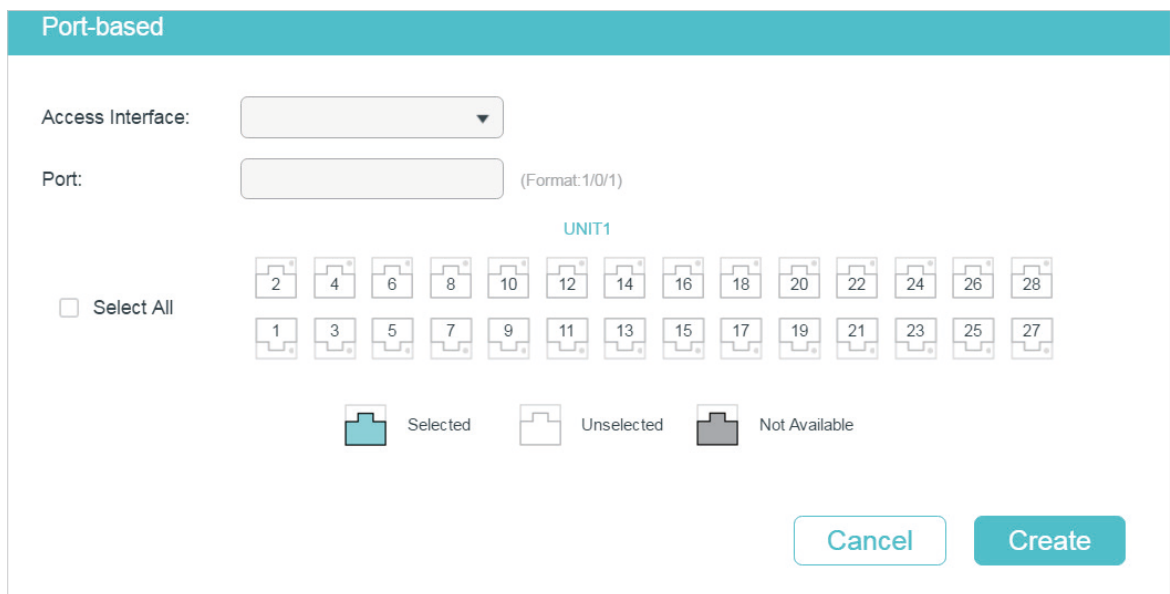 Port-based
Access Interface:
Port: (Format:1/0/1)
UNIT1
2 4 6 8 10 12 14 16 18 20 22 24 26 28
Select All
1 3 5 7 9 11 13 15 17 19 21 23 25 27
Selected Unselected Not Available
Cancel Create